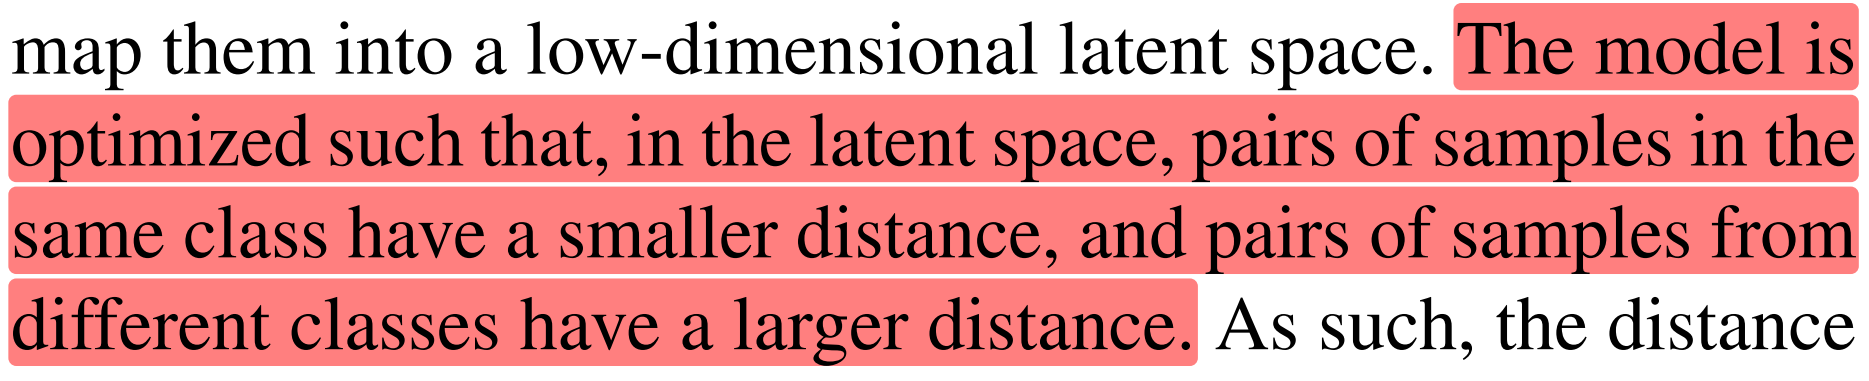 map them into a low-dimensional latent space. The model is
optimized such that, in the latent space, pairs of samples in the
same class have a smaller distance, and pairs of samples from
different classes have a larger distance. As such, the distance